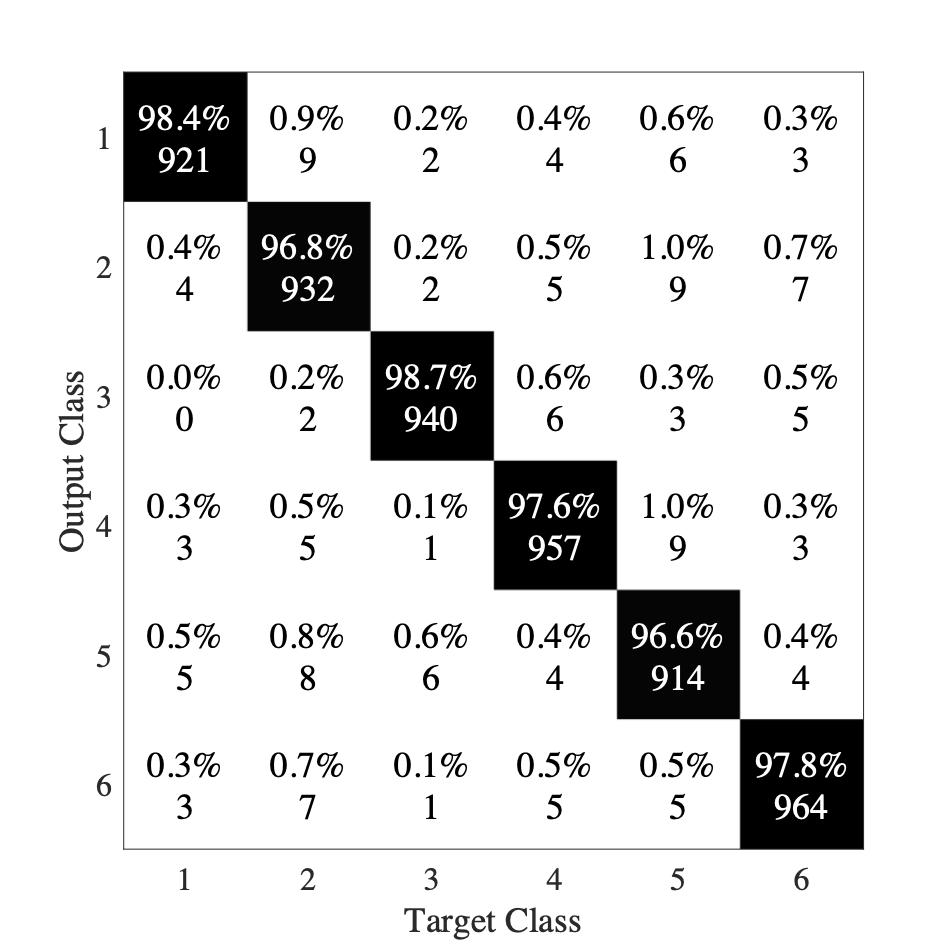 98.4% 0.9% 0.2% 0.4% 0.6% 0.3%
1
921 9 2 4 6 3
0.4% 96.8% 0.2% 0.5% 1.0% 0.7%
2
4 932 2 5 9 7
0.0% 0.2% 98.7% 0.6% 0.3% 0.5%
3
0 2 940 6 3 5
Output Class
0.3% 0.5% 0.1% 97.6% 1.0% 0.3%
4
3 5 1 957 9 3
0.5% 0.8% 0.6% 0.4% 96.6% 0.4%
5
5 8 6 4 914 4
0.3% 0.7% 0.1% 0.5% 0.5% 97.8%
6
3 7 1 5 5 964
1 2 3 4 5 6
Target Class